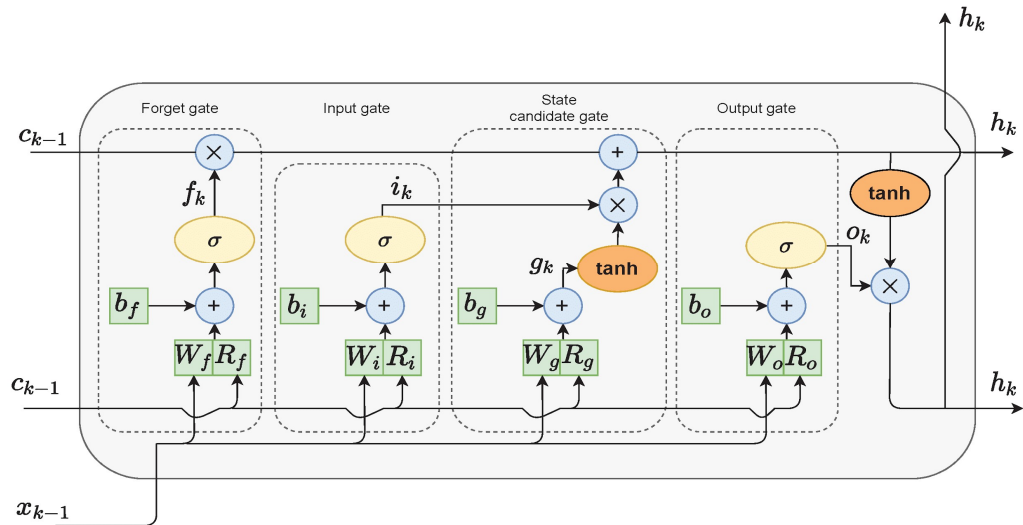 h_k
Forget gate
Input gate
State
candidate gate
Output gate
c_{k-1}
×
+
h_k
f_k
i_k
×
tanh
σ
σ
g_k
tanh
σ
o_k
×
b_f
+
b_i
+
b_g
+
b_o
+
W_f R_f
W_i R_i
W_g R_g
W_o R_o
c_{k-1}
h_k
x_{k-1}